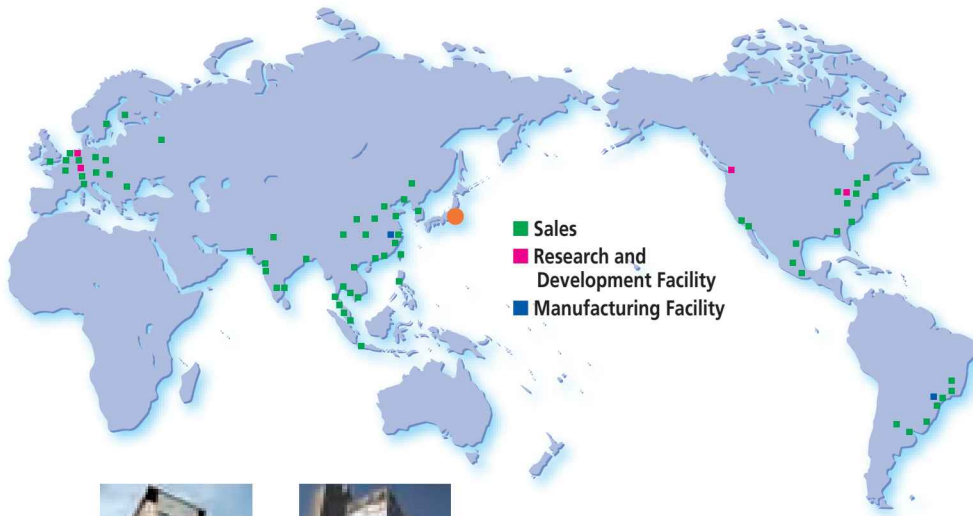 Sales
Research and
Development Facility
Manufacturing Facility